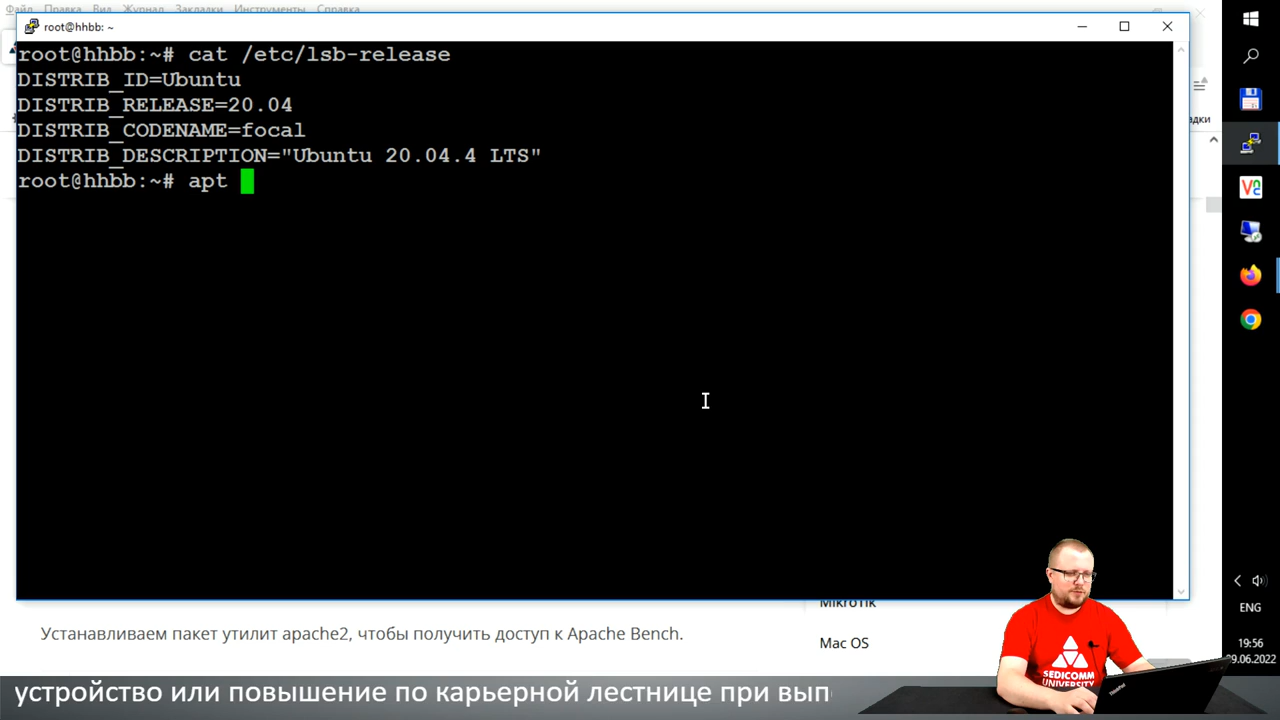 Файл Правка Вид Журнал Закладки Инструменты Справка
root@hhbb: ~
root@hhbb:~# cat /etc/lsb-release
DISTRIB_ID=Ubuntu
DISTRIB_RELEASE=20.04
DISTRIB_CODENAME=focal
DISTRIB_DESCRIPTION="Ubuntu 20.04.4 LTS"
root@hhbb:~# apt
MikroTik
Устанавливаем пакет утилит apache2, чтобы получить доступ к Apache Bench.
Mac OS
ENG
19:56
09.06.2022
SEDICOMM
UNIVERSITY
ThinkPad
устройство или повышение по карьерной лестнице при вып